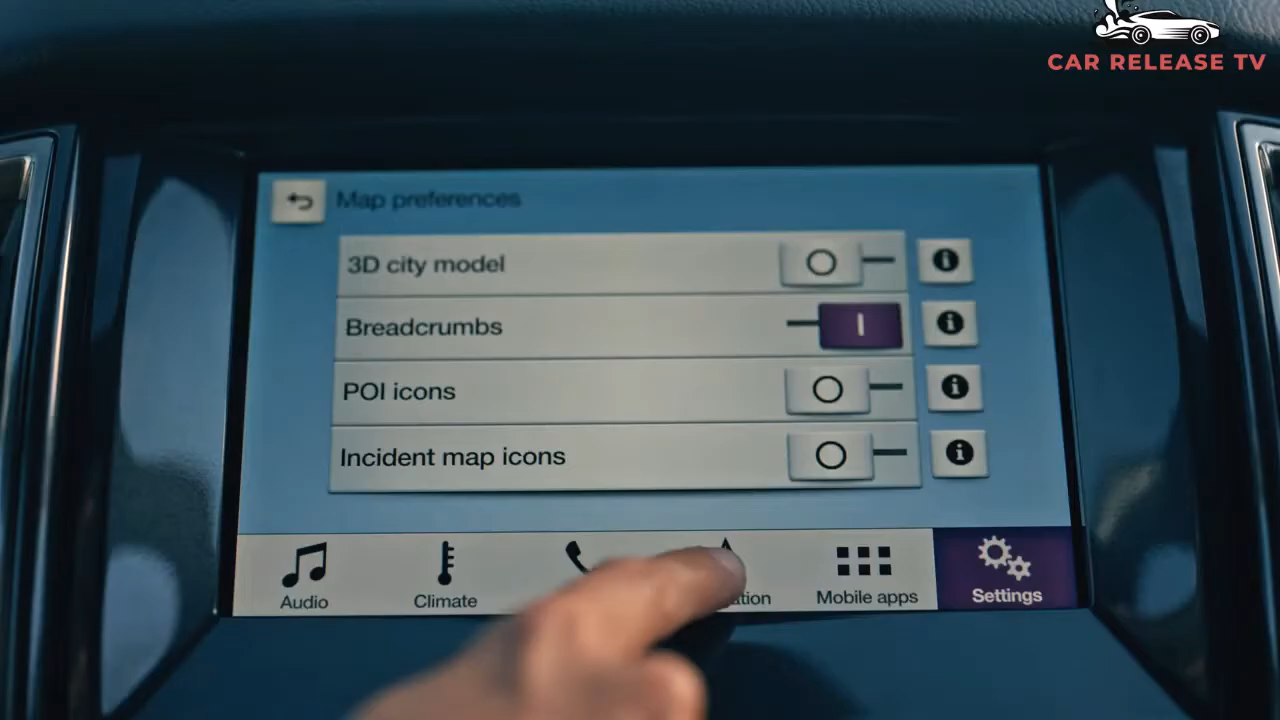 CAR RELEASE TV
Map preferences
3D city model
Breadcrumbs
POI icons
Incident map icons
Audio
Climate
Mobile apps
Settings